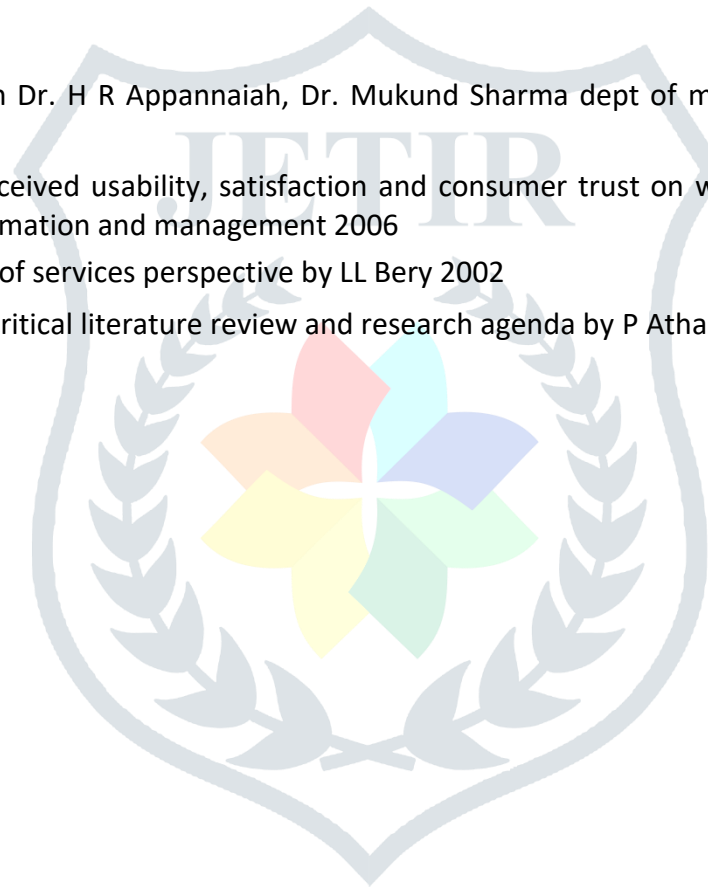 Dr. H R Appannaiah, Dr. Mukund Sharma dept of m
JETIR
ceived usability, satisfaction and consumer trust on w
rmation and management 2006
of services perspective by LL Bery 2002
ritical literature review and research agenda by P Atha